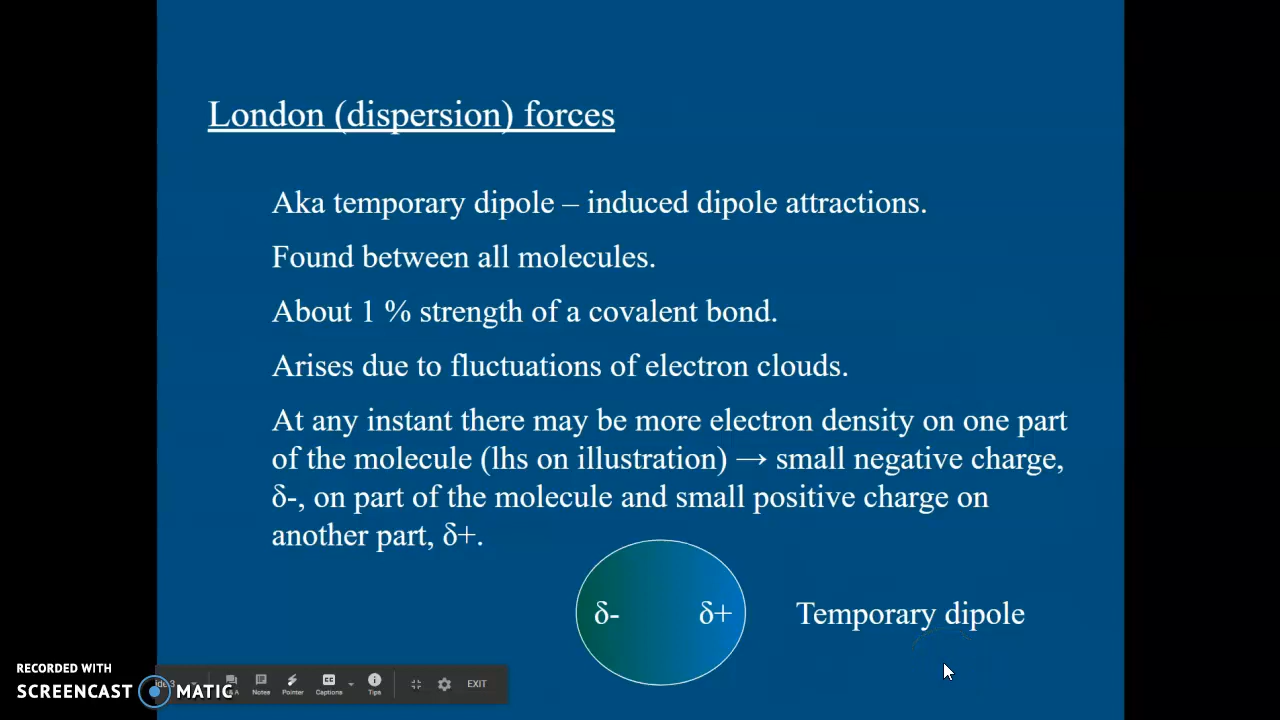 London (dispersion) forces
Aka temporary dipole – induced dipole attractions.
Found between all molecules.
About 1 % strength of a covalent bond.
Arises due to fluctuations of electron clouds.
At any instant there may be more electron density on one part
of the molecule (lhs on illustration) → small negative charge,
δ-, on part of the molecule and small positive charge on
another part, δ+.
δ- δ+ Temporary dipole
RECORDED WITH
SCREENCAST MATIC
Notes Pointer Captions Tips EXIT